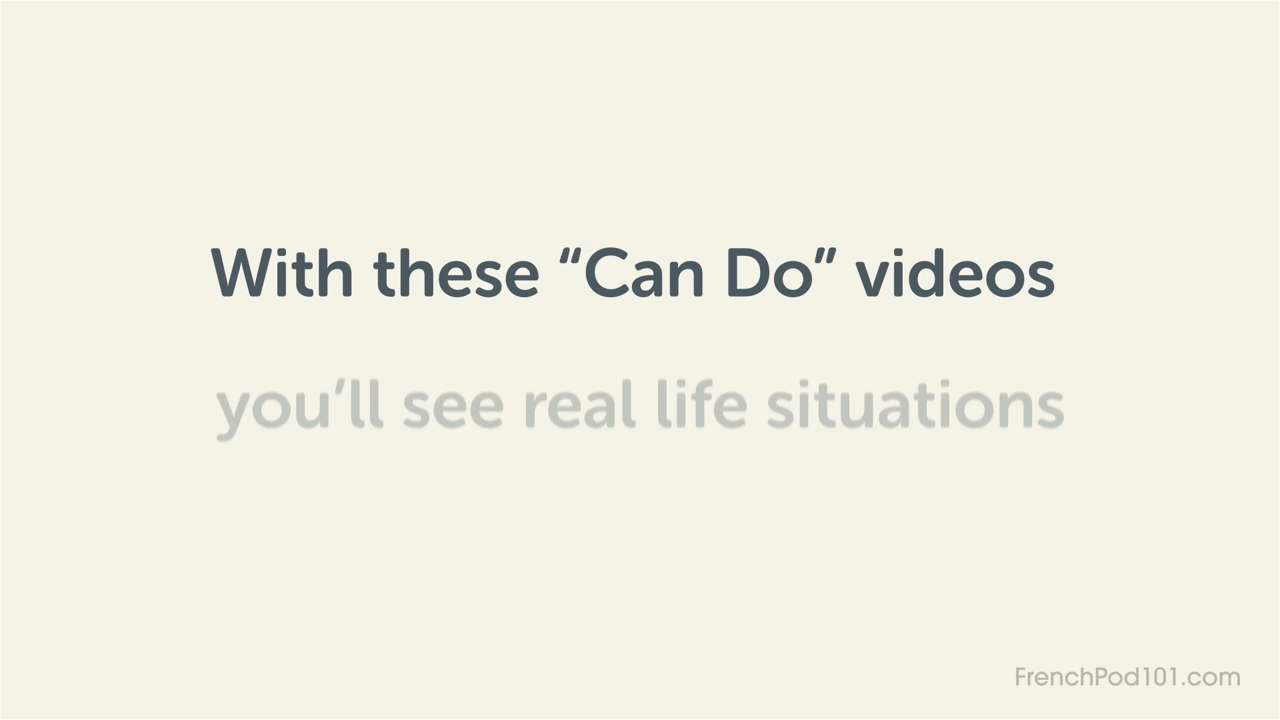 With these “Can Do” videos
you’ll see real life situations
FrenchPod101.com